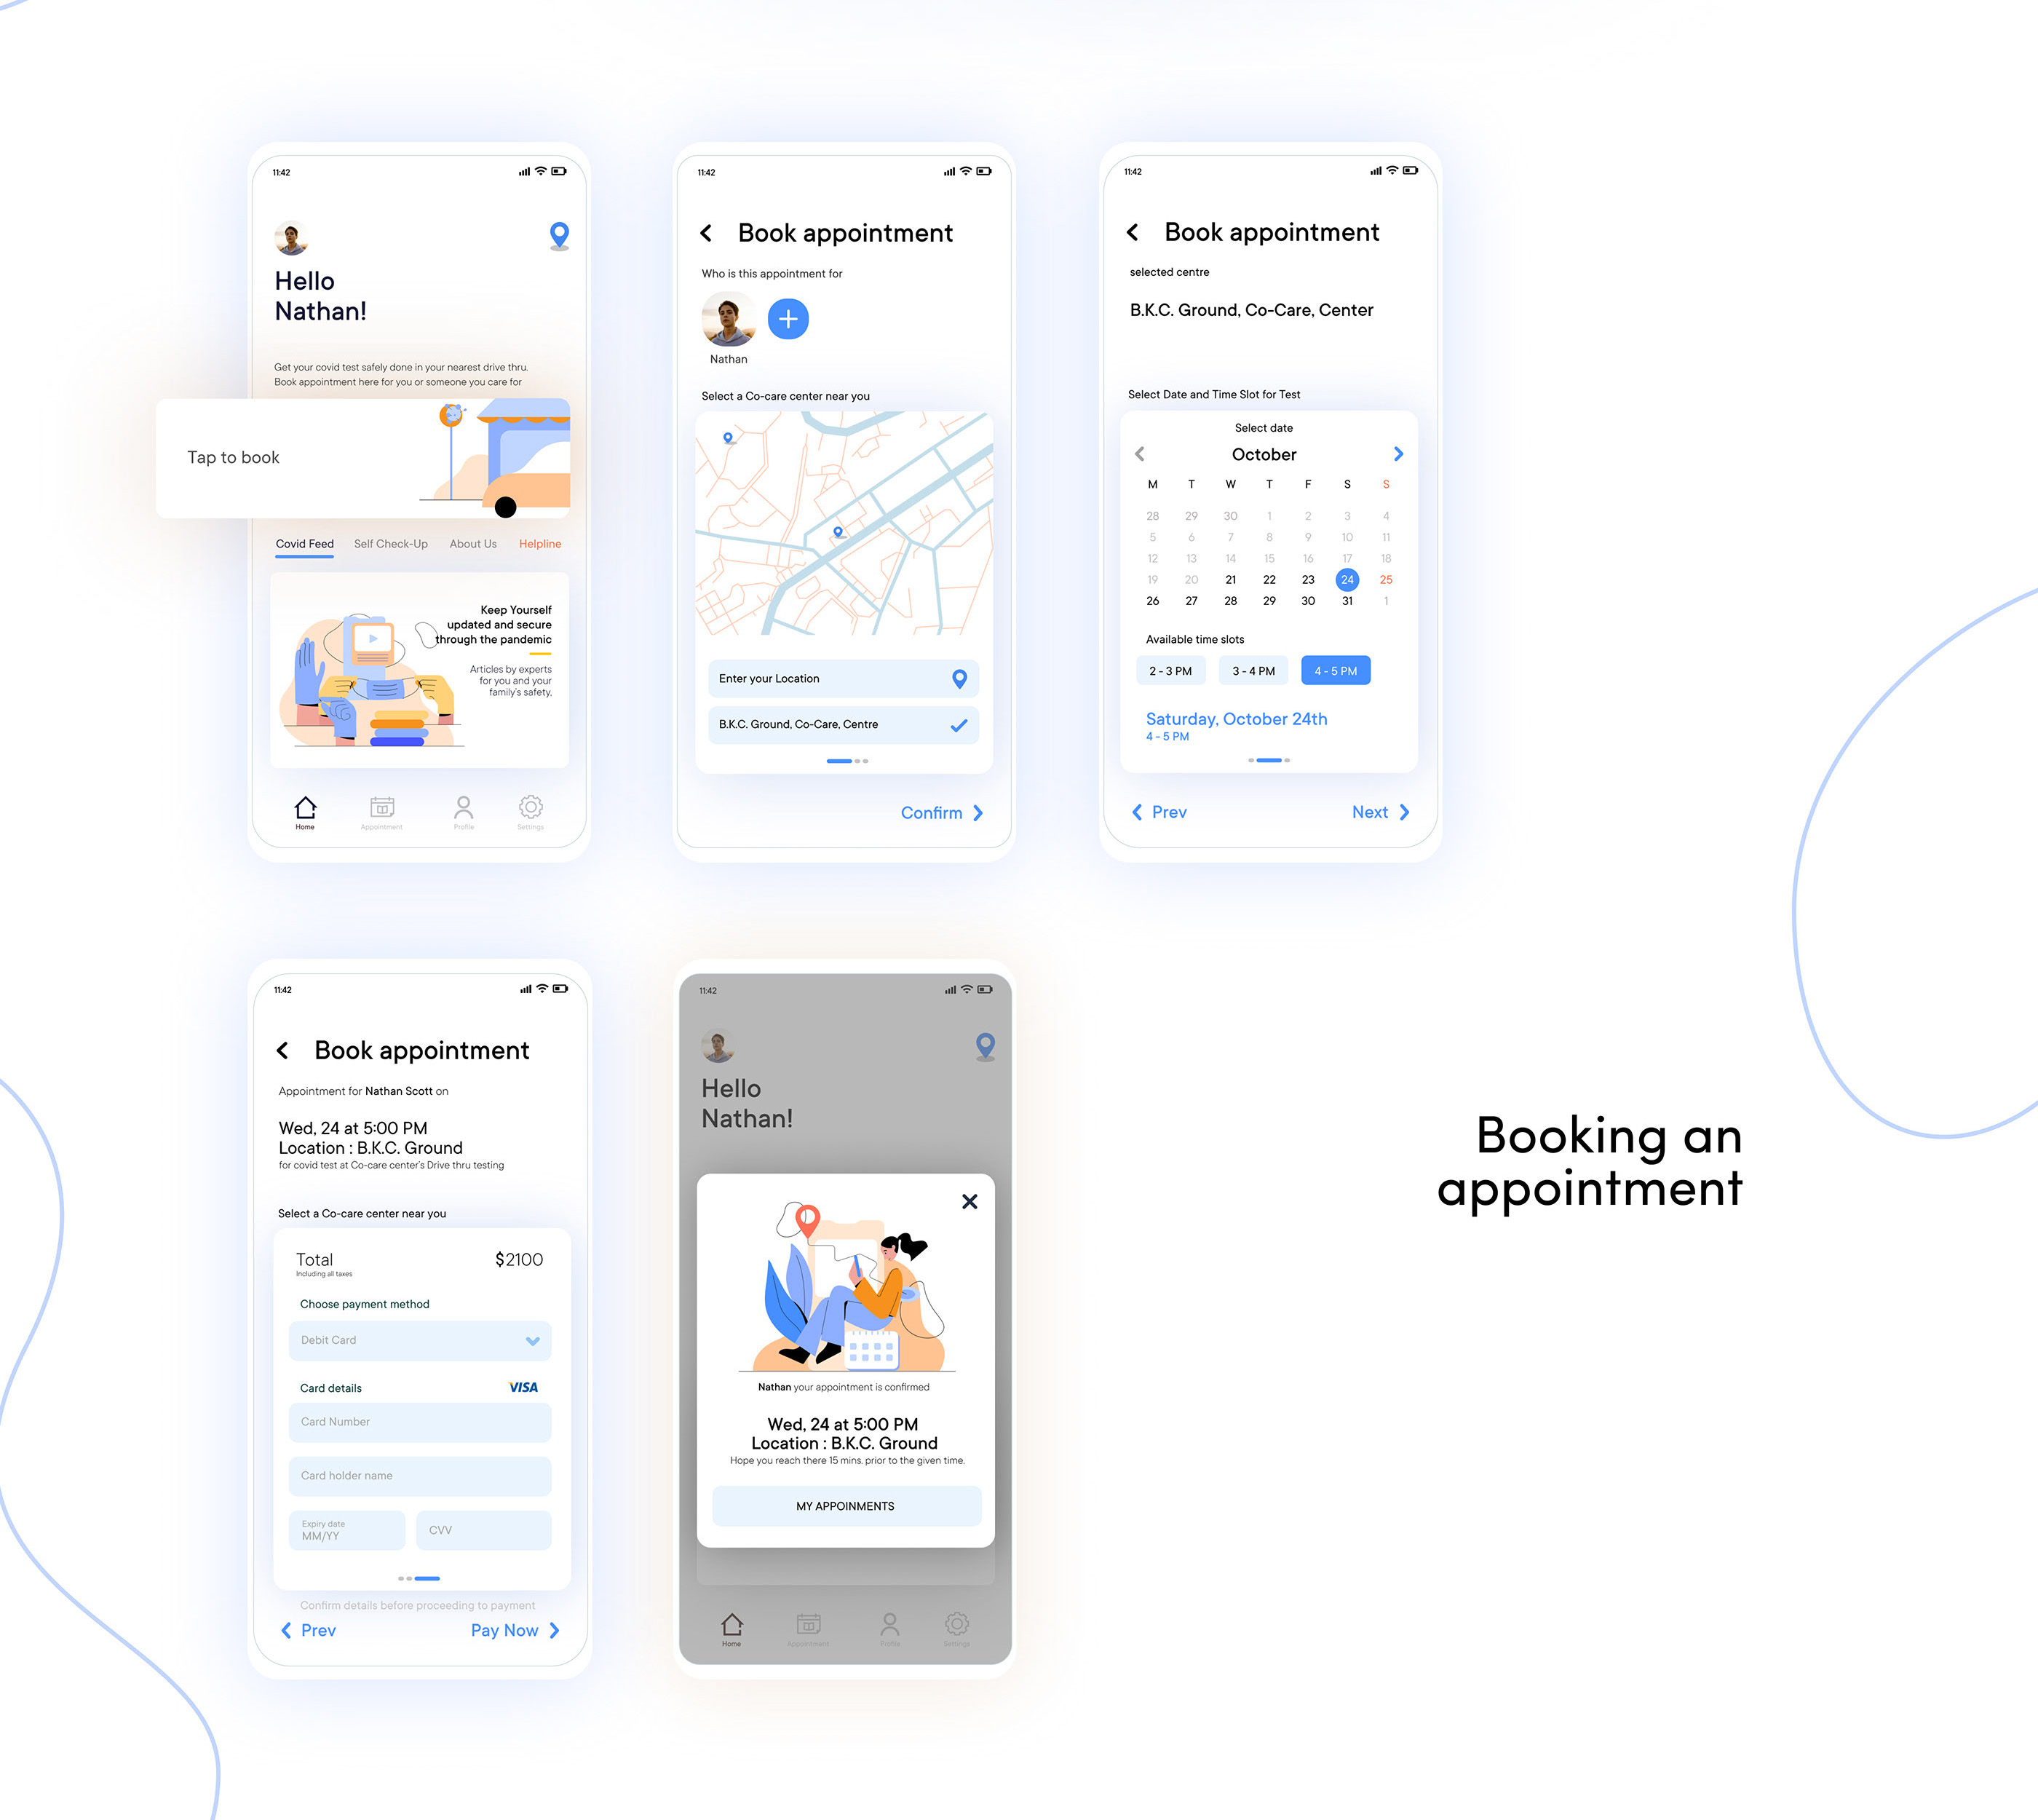 11:42
Hello
Nathan!
Get your covid test safely done in your nearest drive thru.
Book appointment here for you or someone you care for
Tap to book
Covid Feed Self Check-Up About Us Helpline
Keep Yourself
updated and secure
through the pandemic
Articles by experts
for you and your
family's safety.
Home Appointment Profile Settings
11:42
Book appointment
Who is this appointment for
Nathan
Select a Co-care center near you
Enter your Location
B.K.C. Ground, Co-Care, Centre
Confirm
11:42
Book appointment
selected centre
B.K.C. Ground, Co-Care, Center
Select Date and Time Slot for Test
Select date
October
M T W T F S S
28 29 30 1 2 3 4
5 6 7 8 9 10 11
12 13 14 15 16 17 18
19 20 21 22 23 24 25
26 27 28 29 30 31 1
Available time slots
2 - 3 PM 3 - 4 PM 4 - 5 PM
Saturday, October 24th
4 - 5 PM
Prev Next
11:42
Book appointment
Appointment for Nathan Scott on
Wed, 24 at 5:00 PM
Location : B.K.C. Ground
for covid test at Co-care center's Drive thru testing
Select a Co-care center near you
Total $2100
Including all taxes
Choose payment method
Debit Card
Card details VISA
Card Number
Card holder name
Expiry date
MM/YY CVV
Confirm details before proceeding to payment
Prev Pay Now
11:42
Hello
Nathan!
Nathan your appointment is confirmed
Wed, 24 at 5:00 PM
Location : B.K.C. Ground
Hope you reach there 15 mins. prior to the given time.
MY APPOINMENTS
Home Appointment Profile Settings
Booking an
appointment